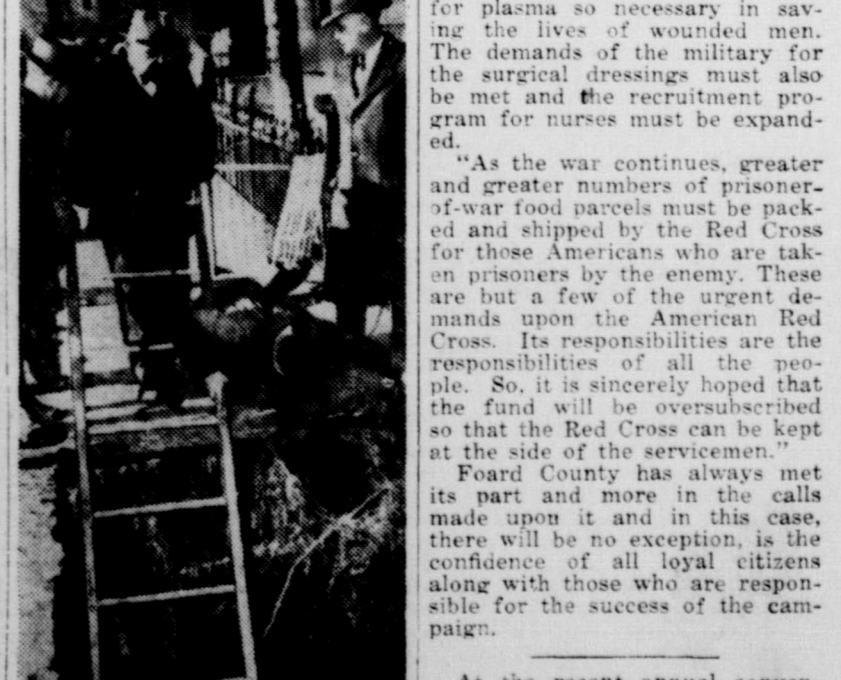 for plasma so necessary in sav-
ing the lives of wounded men.
The demands of the military for
the surgical dressings must also
be met and the recruitment pro-
gram for nurses must be expand-
ed.
"As the war continues, greater
and greater numbers of prisoner-
of-war food parcels must be pack-
ed and shipped by the Red Cross
for those Americans who are tak-
en prisoners by the enemy. These
are but a few of the urgent de-
mands upon the American Red
Cross. Its responsibilities are the
responsibilities of all the peo-
ple. So, it is sincerely hoped that
the fund will be oversubscribed
so that the Red Cross can be kept
at the side of the servicemen."
Foard County has always met
its part and more in the calls
made upon it and in this case,
there will be no exception, is the
confidence of all loyal citizens
along with those who are respon-
sible for the success of the cam-
paign.
At the recent annual conven-